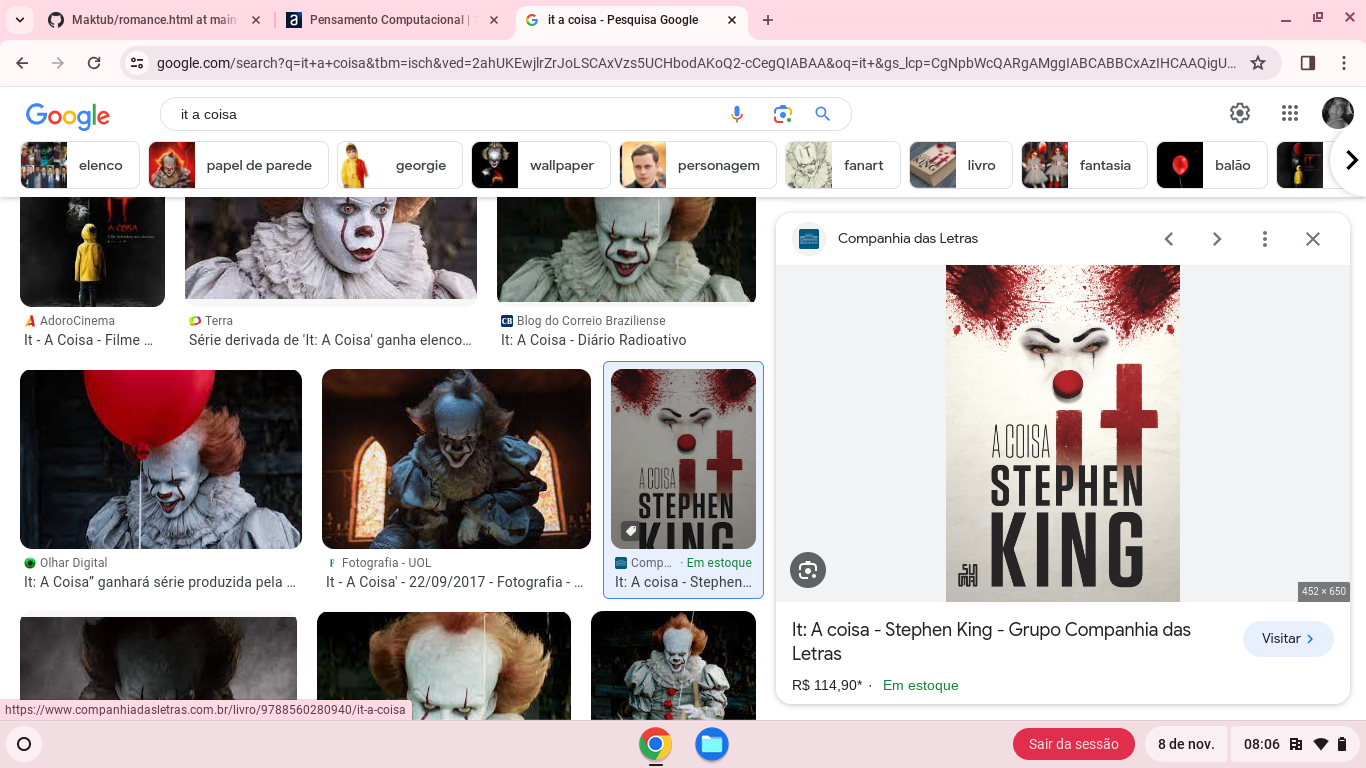 Maktub/romance.html at main
Pensamento Computacional |
it a coisa - Pesquisa Google
google.com/search?q=it+a+coisa&tbm=isch&ved=2ahUKEwjlrZrJoLSCAxVzs5UCHbodAKoQ2-cCegQIABAA&oq=it+&gs_lcp=CgNpbWcQARgAMggIABCABBCxAzIHCAAQigU...
Google
it a coisa
elenco
papel de parede
georgie
wallpaper
personagem
fanart
livro
fantasia
balão
A COISA
AdoroCinema
It - A Coisa - Filme ...
Terra
Série derivada de 'It: A Coisa' ganha elenco...
CB Blog do Correio Braziliense
It: A Coisa - Diário Radioativo
Olhar Digital
It: A Coisa” ganhará série produzida pela ...
F Fotografia - UOL
It - A Coisa' - 22/09/2017 - Fotografia - ...
A COISA it
STEPHEN
KING
Comp... · Em estoque
It: A coisa - Stephen...
Companhia das Letras
A COISA it
STEPHEN
KING
452 × 650
It: A coisa - Stephen King - Grupo Companhia das
Letras
Visitar
R$ 114,90* · Em estoque
https://www.companhiadasletras.com.br/livro/9788560280940/it-a-coisa
Sair da sessão
8 de nov.
08:06